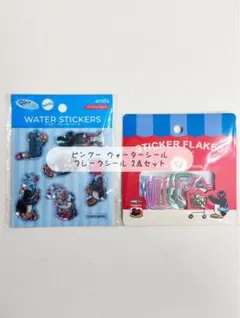 amifa
WATER STICKERS
STICKER FLAKES
ピングー ウォーターシール
フレークシール 2点セット